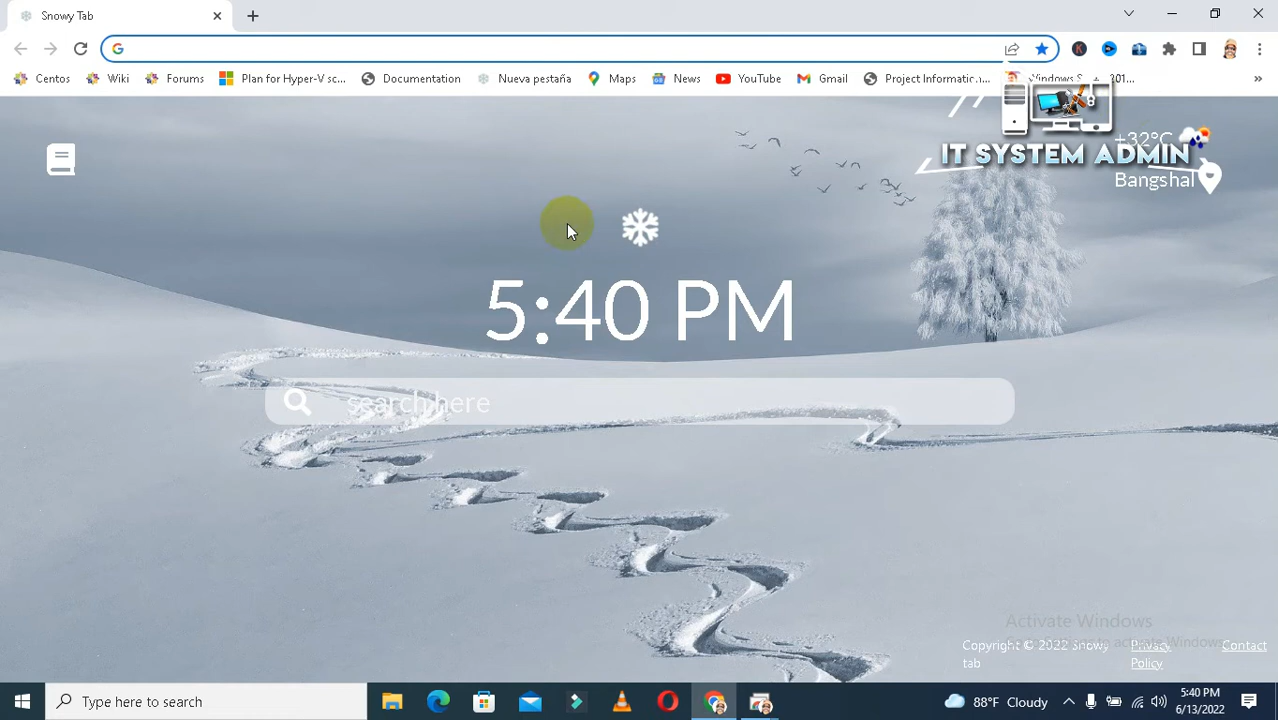 Snowy Tab
Centos
Wiki
Forums
Plan for Hyper-V sc...
Documentation
Nueva pestaña
Maps
News
YouTube
Gmail
Project Informatio...
»
IT SYSTEM ADMIN
+32°C
Bangshal
5:40 PM
search here
Activate Windows
Copyright © 2022 Snowy tab
Privacy Policy
Contact
Type here to search
88°F Cloudy
5:40 PM
6/13/2022